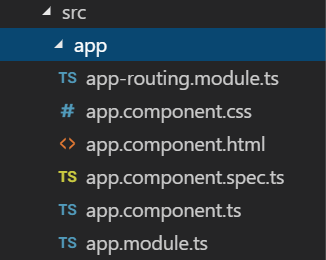 src
app
TS app-routing.module.ts
# app.component.css
<> app.component.html
TS app.component.spec.ts
TS app.component.ts
TS app.module.ts